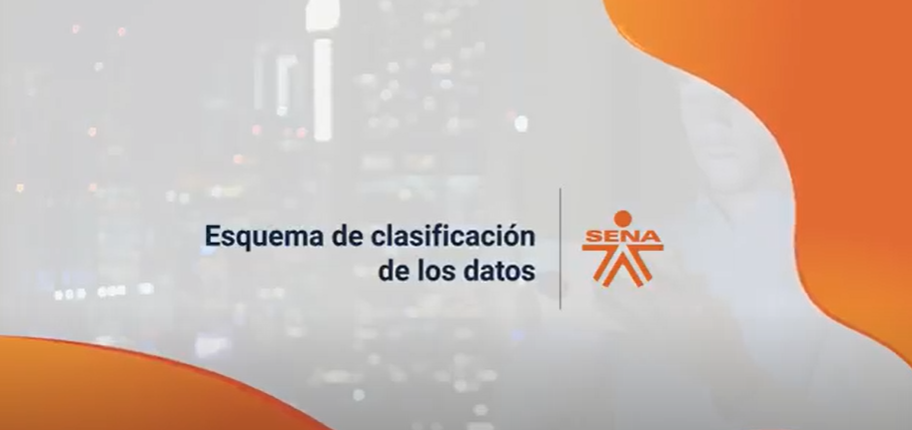 Esquema de clasificación
de los datos
SENA